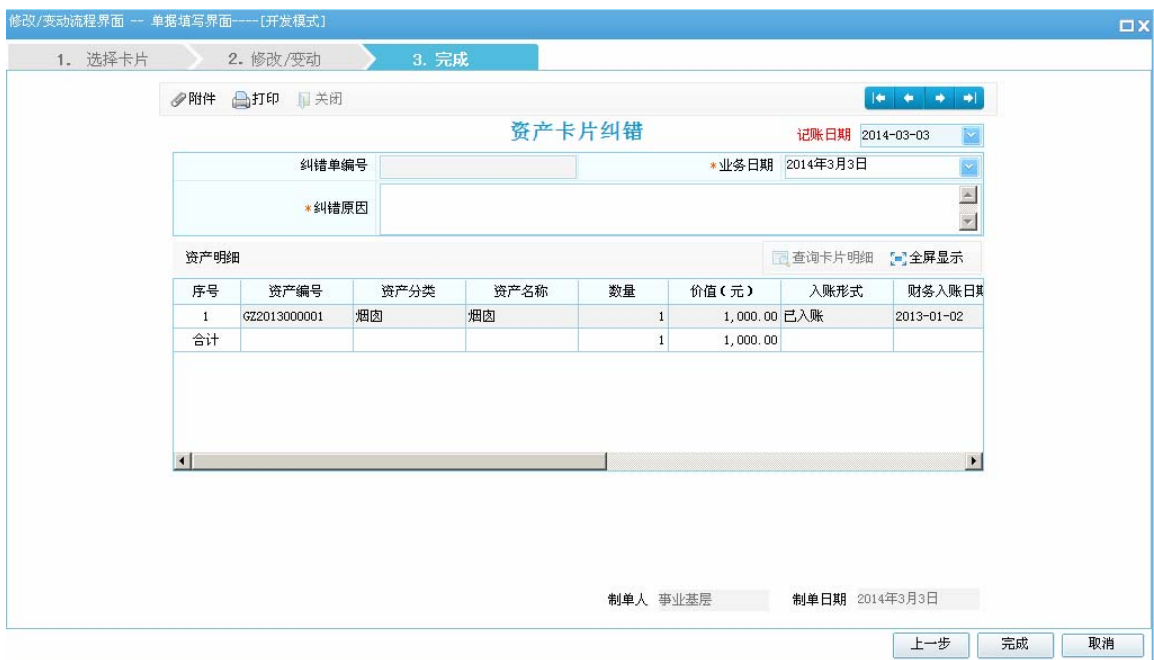 修改/变动流程界面 -- 单据填写界面----[开发模式]
1. 选择卡片 2. 修改/变动 3. 完成
附件 打印 关闭
资产卡片纠错 记账日期 2014-03-03
纠错单编号 *业务日期 2014年3月3日
*纠错原因
资产明细 查询卡片明细 全屏显示
序号 资产编号 资产分类 资产名称 数量 价值(元) 入账形式 财务入账日期
1 GZ2013000001 烟囱 烟囱 1 1,000.00 已入账 2013-01-02
合计 1 1,000.00
制单人 事业基层 制单日期 2014年3月3日
上一步 完成 取消